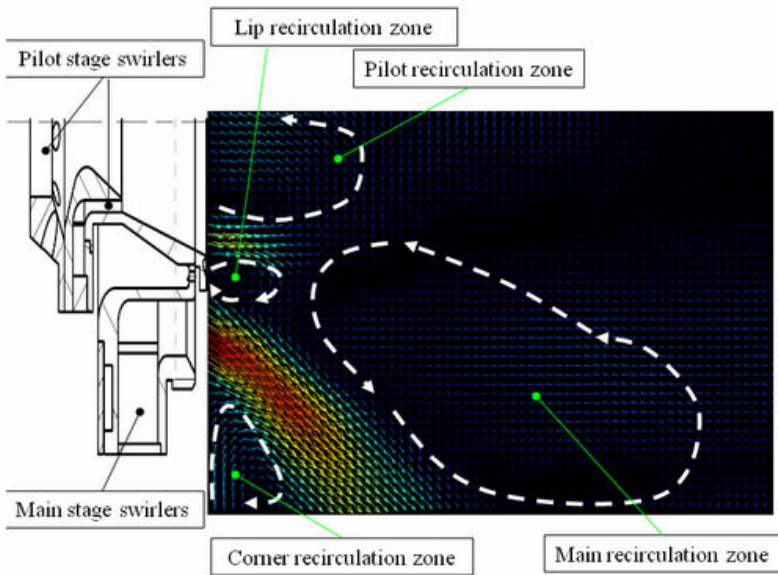 Lip recirculation zone
Pilot stage swirlers
Pilot recirculation zone
Main stage swirlers
Corner recirculation zone
Main recirculation zone